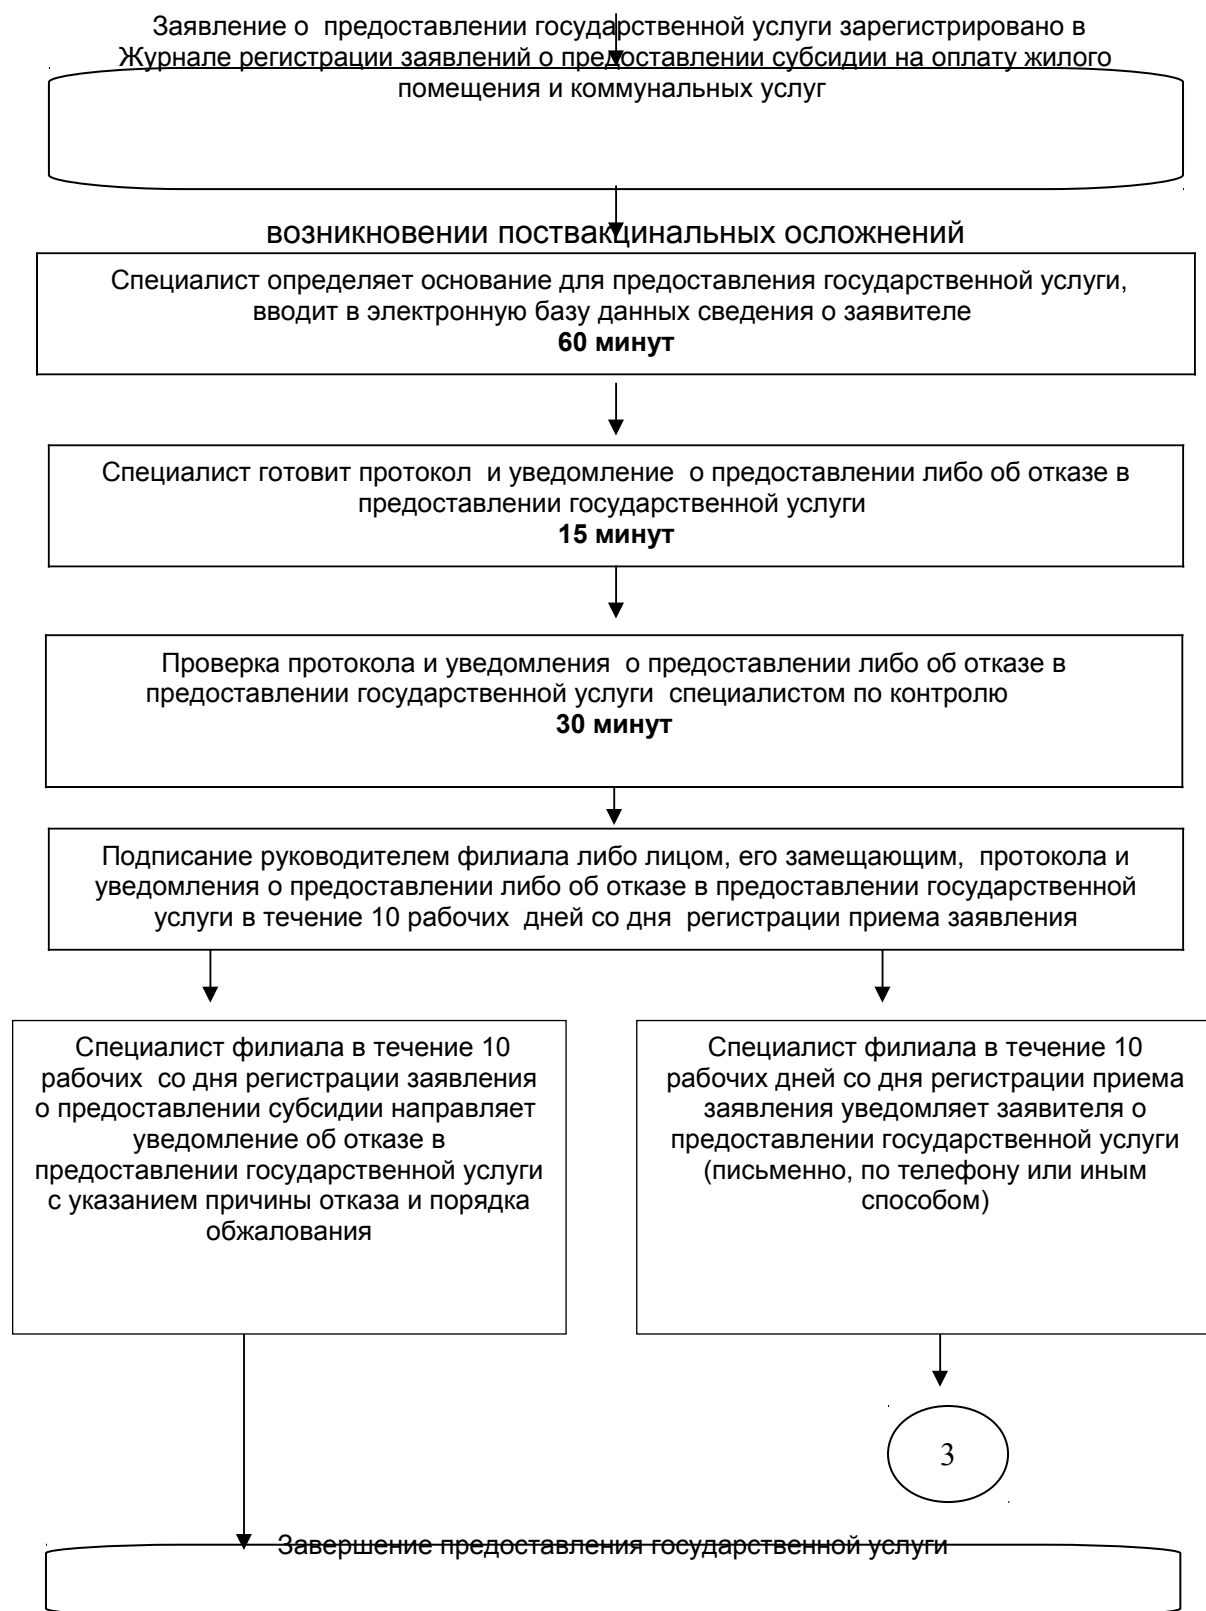 Заявление о предоставлении государственной услуги зарегистрировано в
Журнале регистрации заявлений о предоставлении субсидии на оплату жилого
помещения и коммунальных услуг
возникновении поствакцинальных осложнений
Специалист определяет основание для предоставления государственной услуги,
вводит в электронную базу данных сведения о заявителе
60 минут
Специалист готовит протокол и уведомление о предоставлении либо об отказе в
предоставлении государственной услуги
15 минут
Проверка протокола и уведомления о предоставлении либо об отказе в
предоставлении государственной услуги специалистом по контролю
30 минут
Подписание руководителем филиала либо лицом, его замещающим, протокола и
уведомления о предоставлении либо об отказе в предоставлении государственной
услуги в течение 10 рабочих дней со дня регистрации приема заявления
Специалист филиала в течение 10
рабочих со дня регистрации заявления
о предоставлении субсидии направляет
уведомление об отказе в
предоставлении государственной услуги
с указанием причины отказа и порядка
обжалования
Специалист филиала в течение 10
рабочих дней со дня регистрации приема
заявления уведомляет заявителя о
предоставлении государственной услуги
(письменно, по телефону или иным
способом)
3
Завершение предоставления государственной услуги